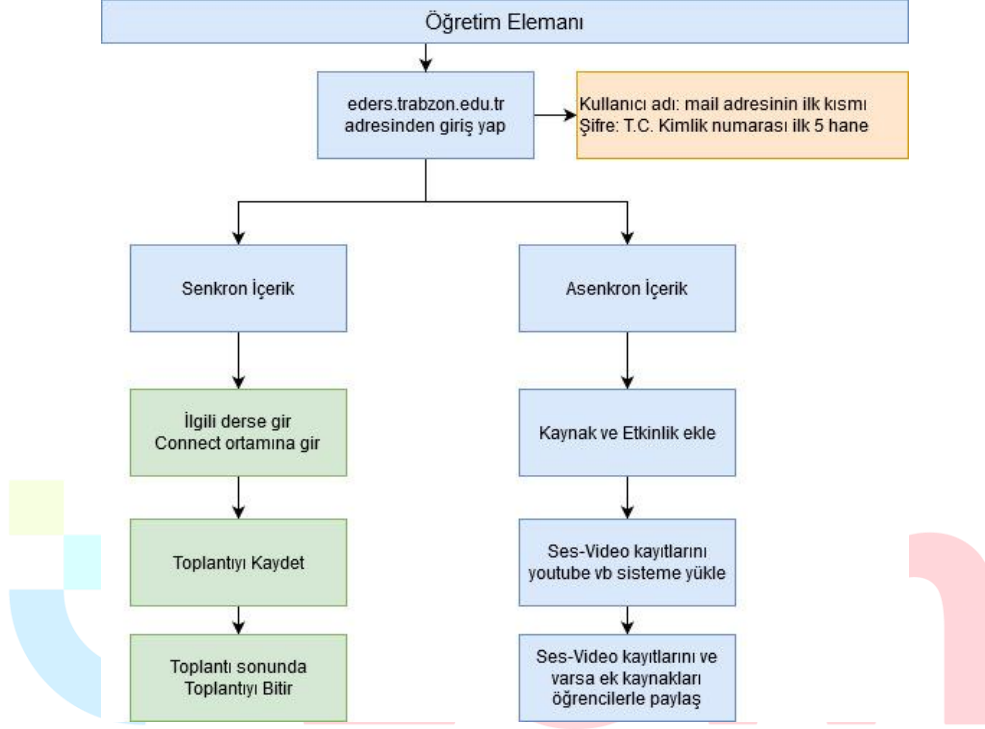 Öğretim Elemanı
eders.trabzon.edu.tr
adresinden giriş yap
Kullanıcı adı: mail adresinin ilk kısmı
Şifre: T.C. Kimlik numarası ilk 5 hane
Senkron İçerik
Asenkron İçerik
İlgili derse gir
Connect ortamına gir
Kaynak ve Etkinlik ekle
Toplantıyı Kaydet
Ses-Video kayıtlarını
youtube vb sisteme yükle
Toplantı sonunda
Toplantıyı Bitir
Ses-Video kayıtlarını ve
varsa ek kaynakları
öğrencilerle paylaş